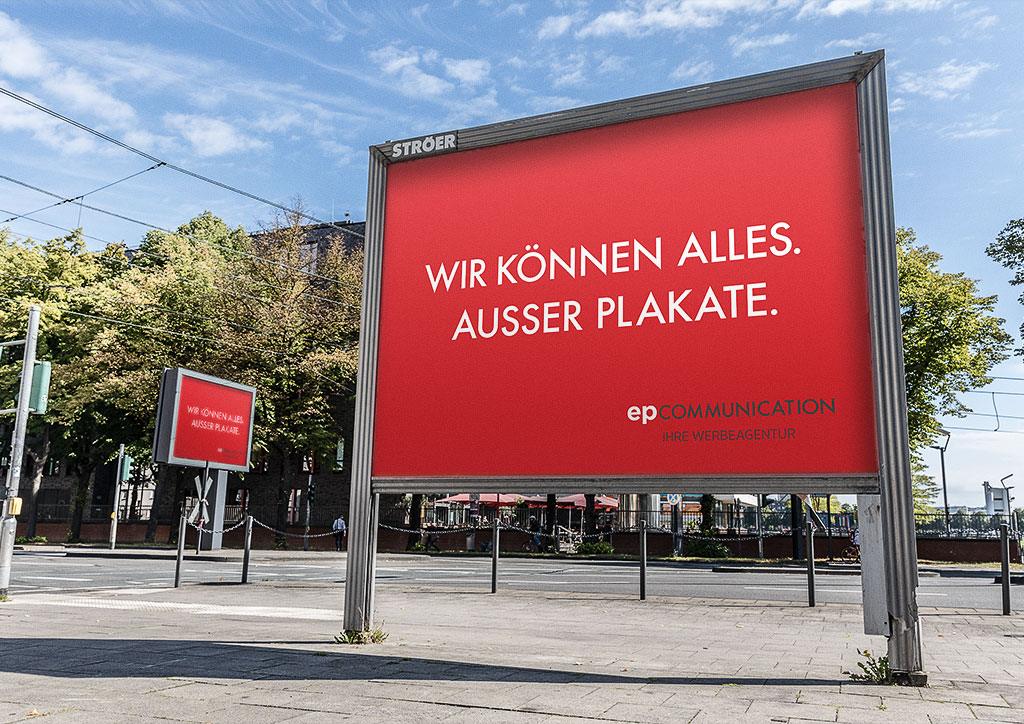 STRÖER
WIR KÖNNEN ALLES.
AUSSER PLAKATE.
epCOMMUNICATION
IHRE WERBEAGENTUR
WIR KÖNNEN ALLES.
AUSSER PLAKATE.